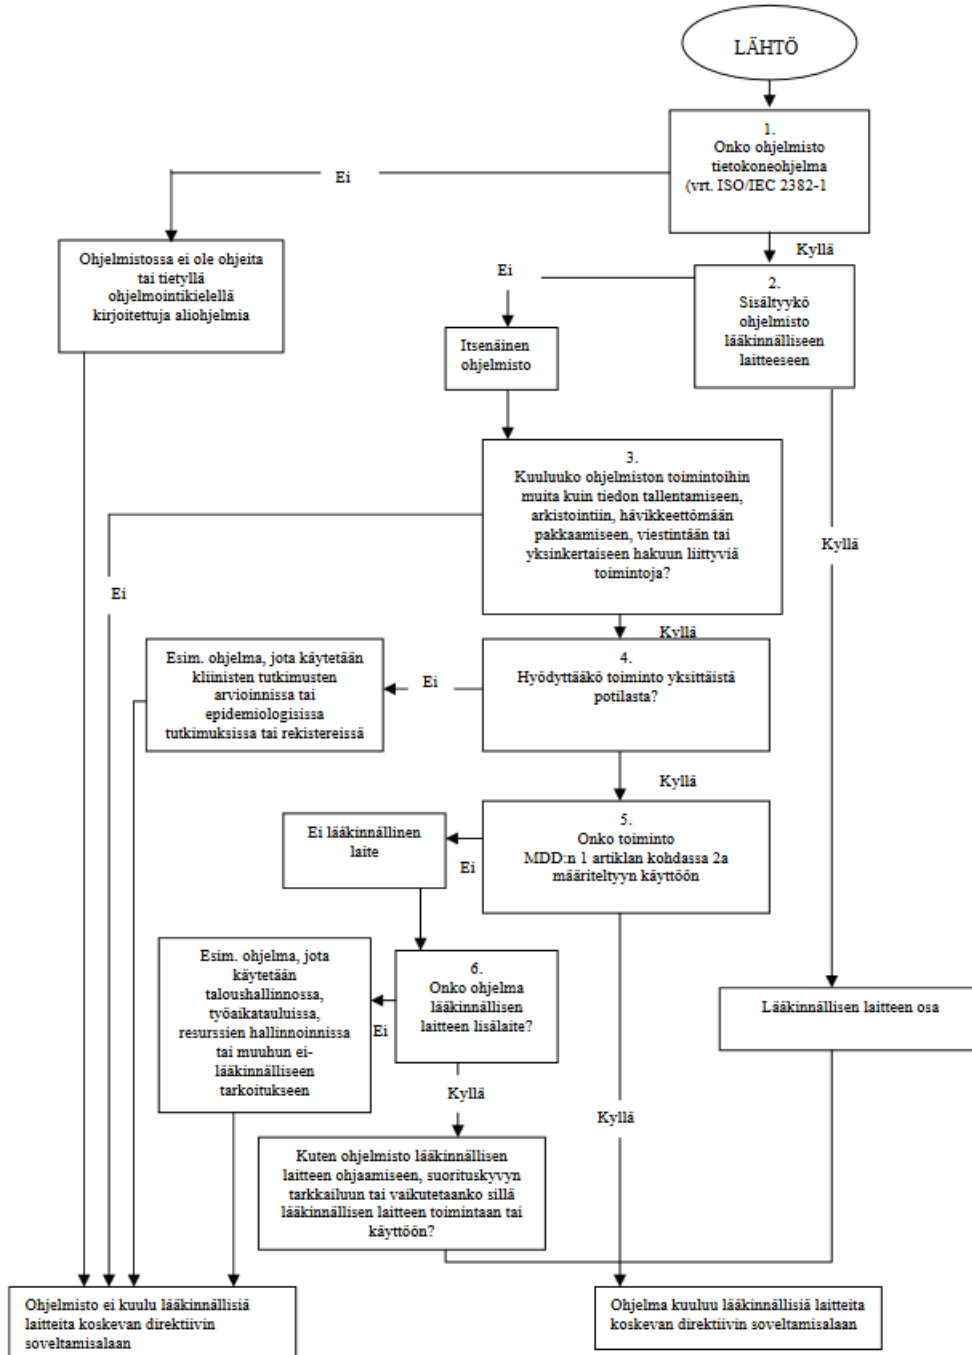 LÄHTÖ
1.
Onko ohjelmisto
tietokoneohjelma
(vrt. ISO/IEC 2382-1
Ei
Kyllä
Ohjelmistossa ei ole ohjeita
tai tietyllä
ohjelmointikielellä
kirjoitettuja aliohjelmia
Ei
2.
Sisältyykö
ohjelmisto
lääkinnälliseen
laitteeseen
Itsenäinen
ohjelmisto
3.
Kuuluuko ohjelmiston toimintoihin
muita kuin tiedon tallentamiseen,
arkistointiin, hävikkeettömään
pakkaamiseen, viestintään tai
yksinkertaiseen hakuun liittyviä
toimintoja?
Kyllä
Ei
Kyllä
Esim. ohjelma, jota käytetään
kliinisten tutkimusten
arvioinnissa tai
epidemiologisissa
tutkimuksissa tai rekistereissä
Ei
4.
Hyödyttääkö toiminto yksittäistä
potilasta?
Kyllä
Ei lääkinnällinen
laite
Ei
5.
Onko toiminto
MDD:n 1 artiklan kohdassa 2a
määriteltyyn käyttöön
Esim. ohjelma, jota
käytetään
taloushallinnossa,
työaikatauluissa,
resurssien hallinnoinnissa
tai muuhun ei-
lääkinnälliseen
tarkoitukseen
Ei
6.
Onko ohjelma
lääkinnällisen
laitteen lisälaite?
Lääkinnällisen laitteen osa
Kyllä
Kyllä
Kuten ohjelmisto lääkinnällisen
laitteen ohjaamiseen, suorituskyvyn
tarkkailuun tai vaikutetaanko sillä
lääkinnällisen laitteen toimintaan tai
käyttöön?
Ohjelmisto ei kuulu lääkinnällisiä
laitteita koskevan direktiivin
soveltamisalaan
Ohjelma kuuluu lääkinnällisiä laitteita
koskevan direktiivin soveltamisalaan